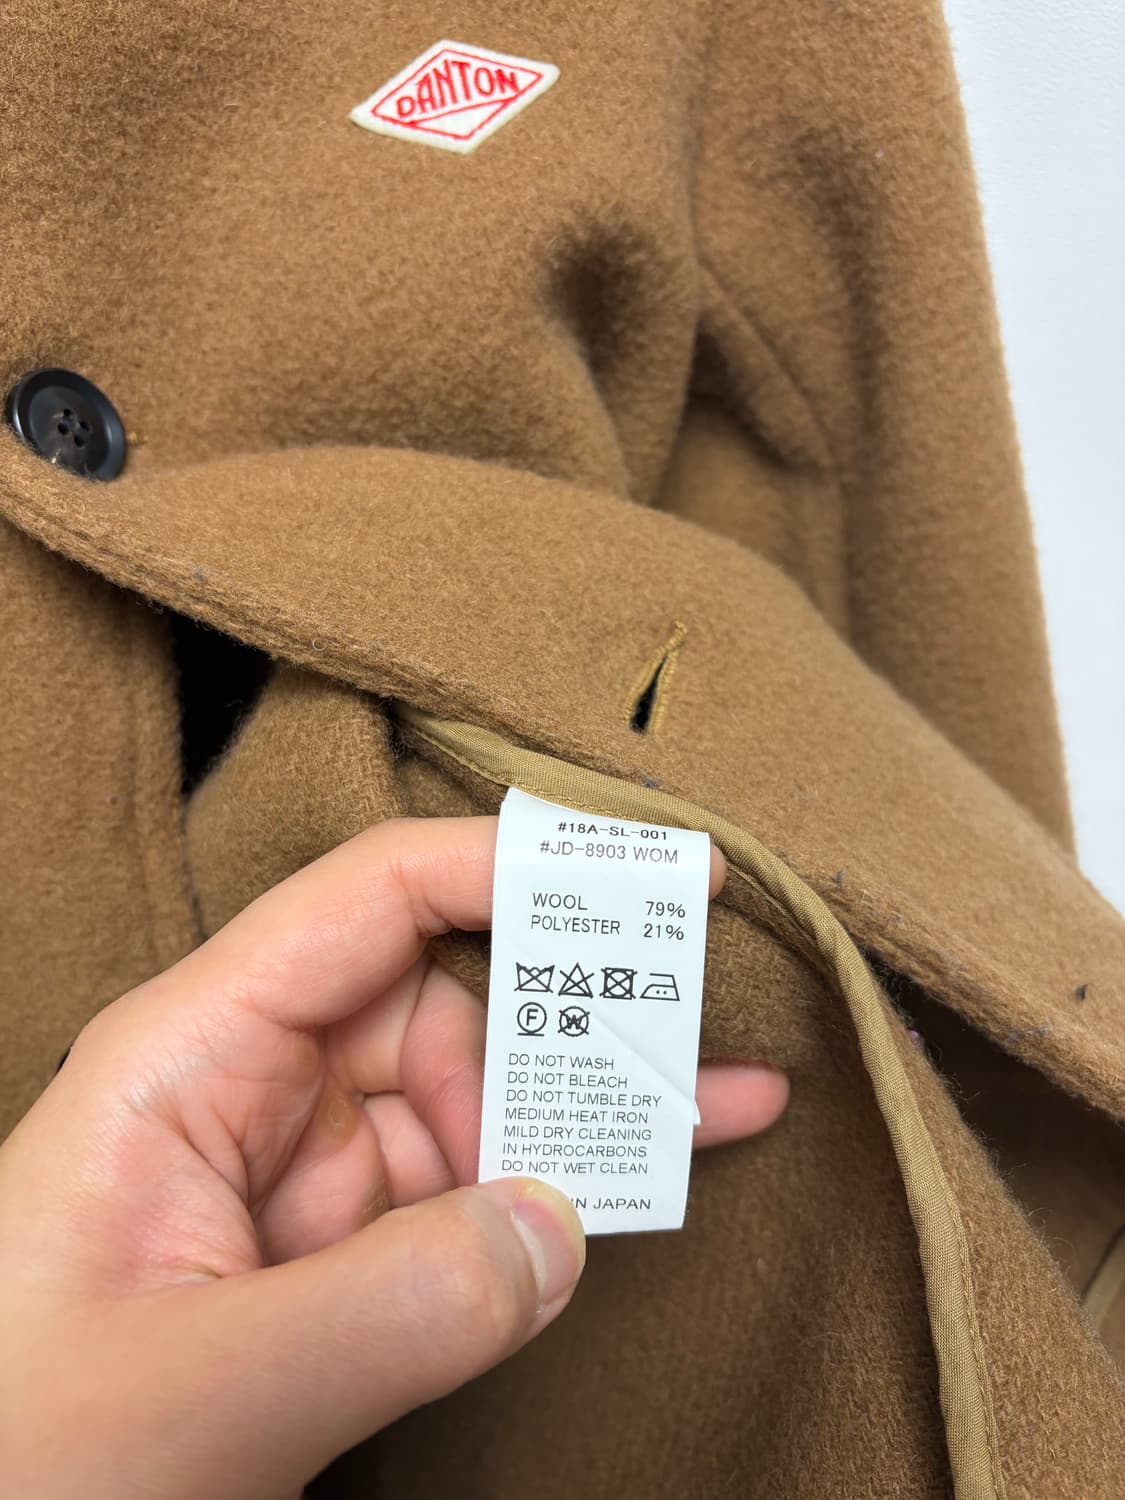 DANTON
#18A-SL-001
#JD-8903 WOM
WOOL 79%
POLYESTER 21%
F W
DO NOT WASH
DO NOT BLEACH
DO NOT TUMBLE DRY
MEDIUM HEAT IRON
MILD DRY CLEANING
IN HYDROCARBONS
DO NOT WET CLEAN
IN JAPAN